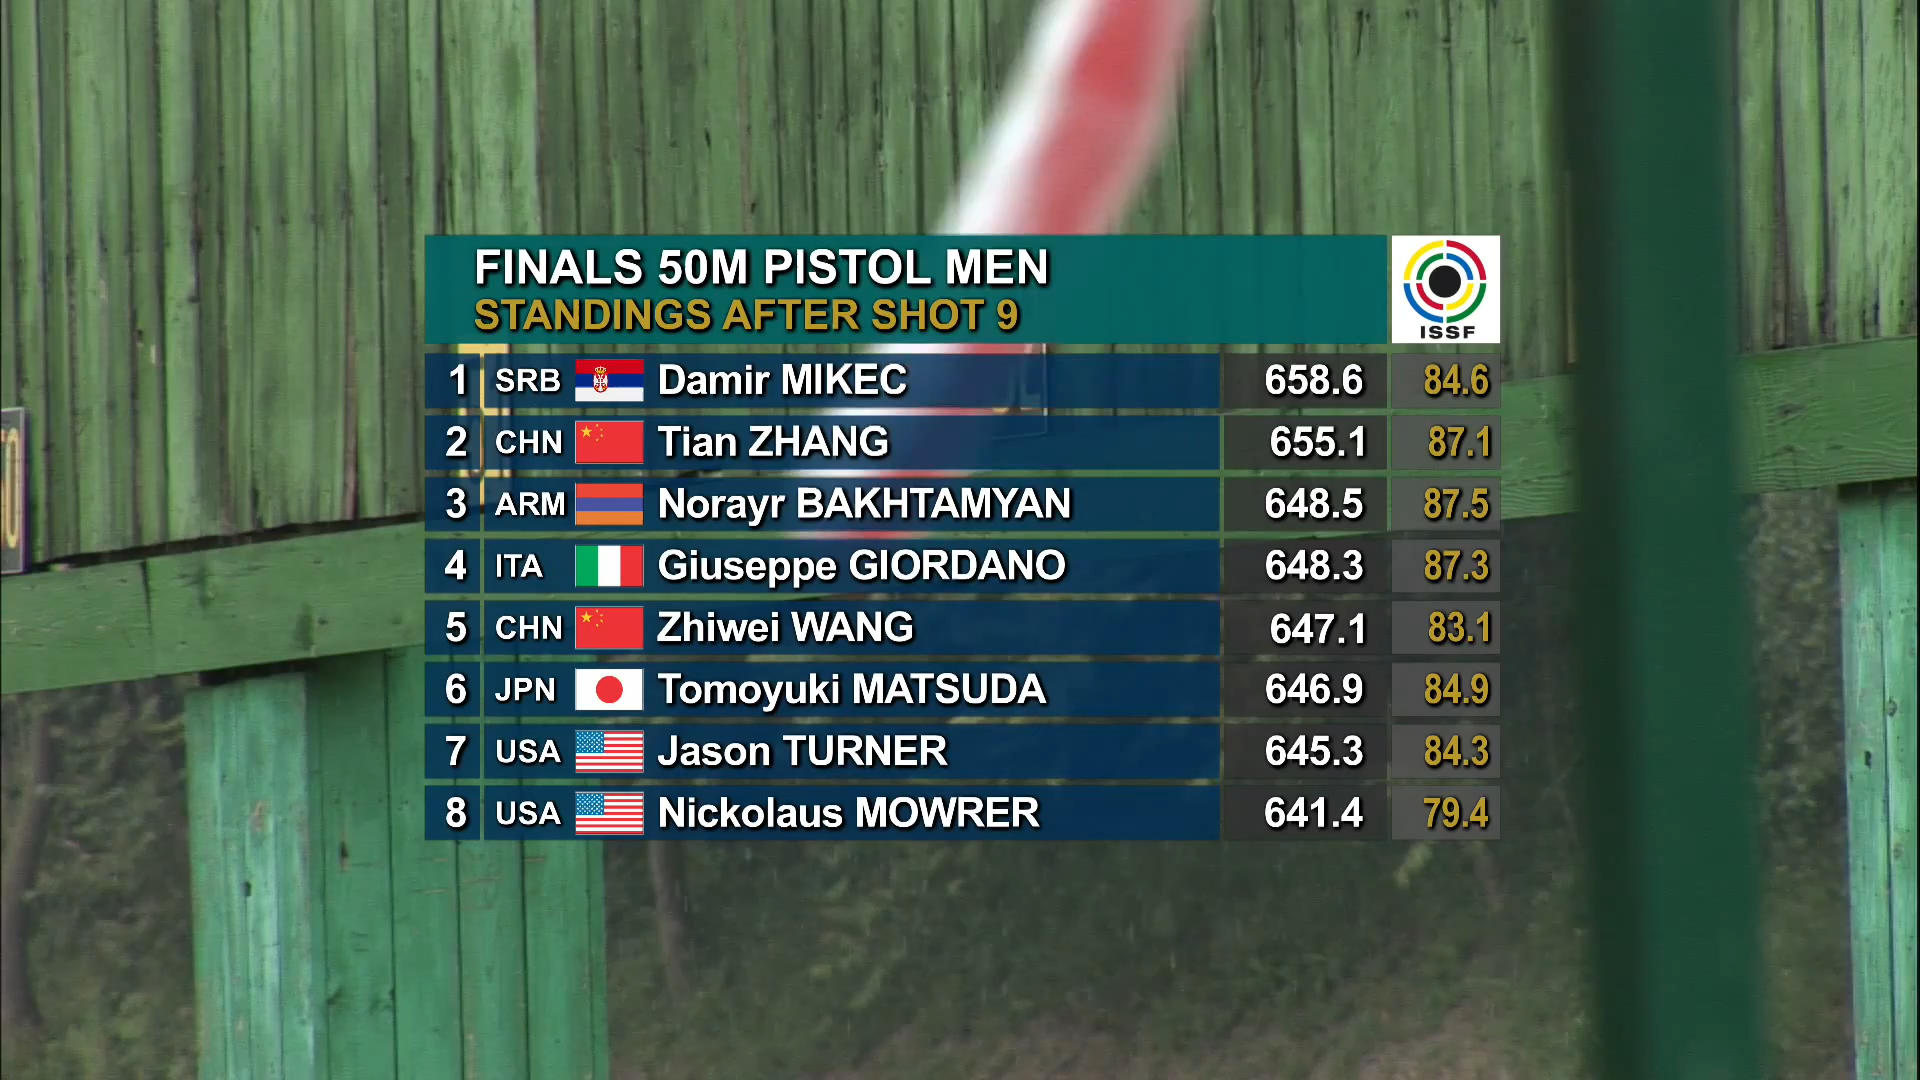 FINALS 50M PISTOL MEN
STANDINGS AFTER SHOT 9
ISSF
1 SRB Damir MIKEC 658.6 84.6
2 CHN Tian ZHANG 655.1 87.1
3 ARM Norayr BAKHTAMYAN 648.5 87.5
4 ITA Giuseppe GIORDANO 648.3 87.3
5 CHN Zhiwei WANG 647.1 83.1
6 JPN Tomoyuki MATSUDA 646.9 84.9
7 USA Jason TURNER 645.3 84.3
8 USA Nickolaus MOWRER 641.4 79.4